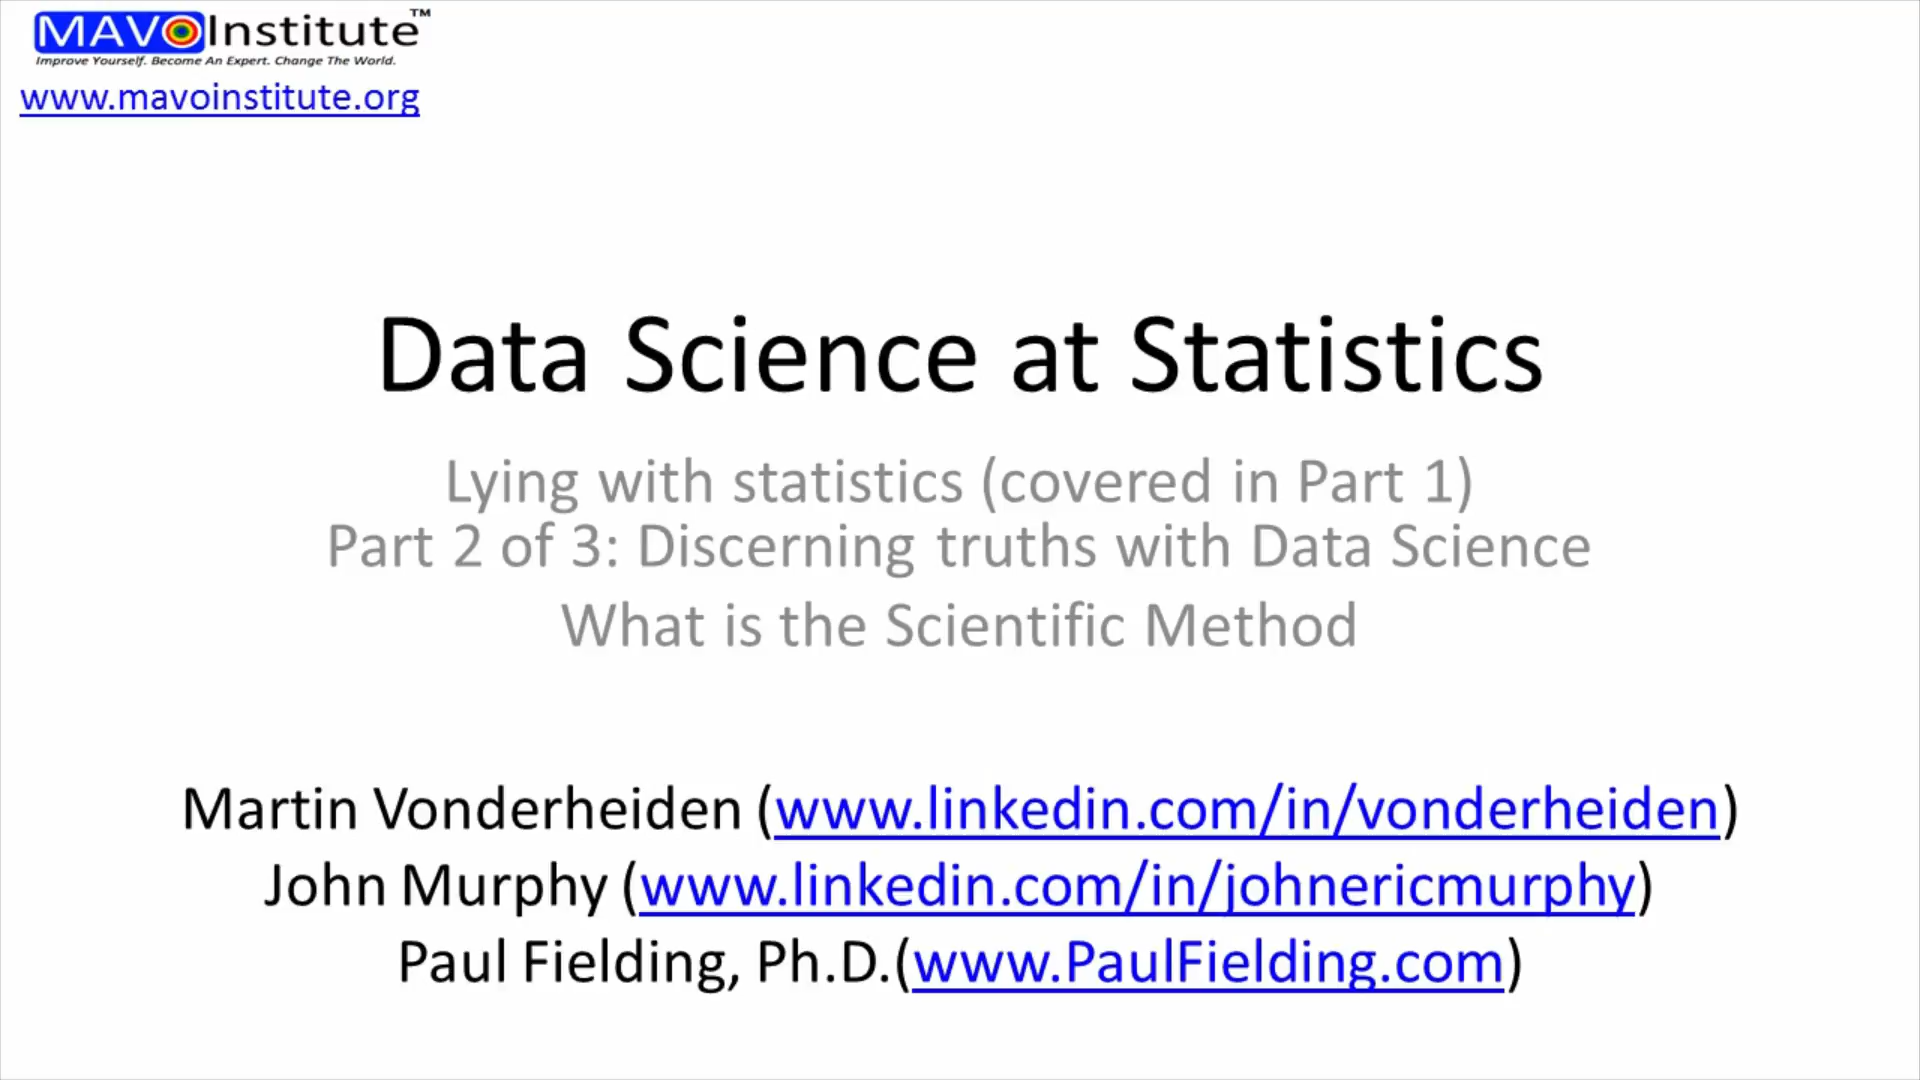 MAVOInstitute™
Improve Yourself. Become An Expert. Change The World.
www.mavoinstitute.org
Data Science at Statistics
Lying with statistics (covered in Part 1)
Part 2 of 3: Discerning truths with Data Science
What is the Scientific Method
Martin Vonderheiden (www.linkedin.com/in/vonderheiden)
John Murphy (www.linkedin.com/in/johnericmurphy)
Paul Fielding, Ph.D.(www.PaulFielding.com)